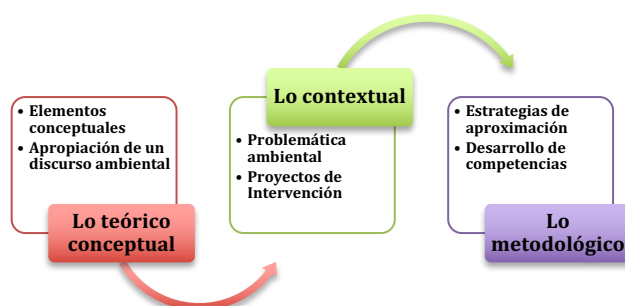 • Elementos
conceptuales
• Apropiación de un
discurso ambiental
Lo teórico
conceptual
Lo contextual
• Problemática
ambiental
• Proyectos de
Intervención
• Estrategias de
aproximación
• Desarrollo de
competencias
Lo
metodológico